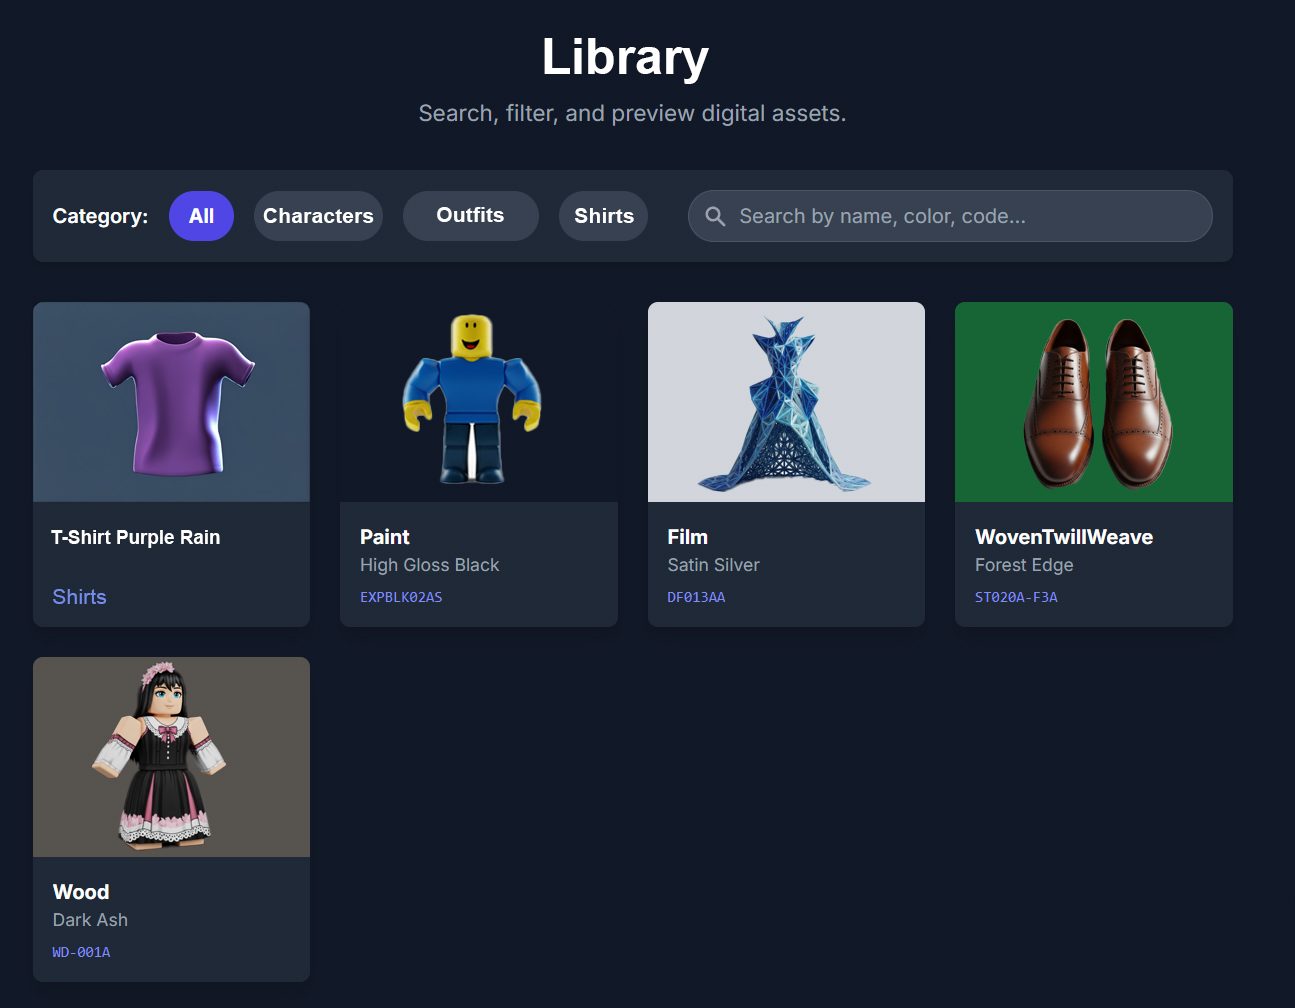 Library
Search, filter, and preview digital assets.
Category: All Characters Outfits Shirts Search by name, color, code...
T-Shirt Purple Rain
Shirts
Paint
High Gloss Black
EXPBLK02AS
Film
Satin Silver
DF013AA
WovenTwillWeave
Forest Edge
ST020A-F3A
Wood
Dark Ash
WD-001A